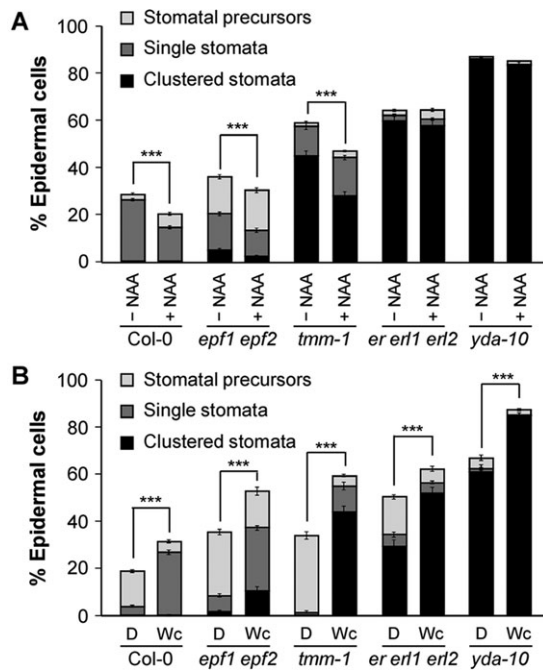 A
Stomatal precursors
Single stomata
Clustered stomata
% Epidermal cells
100
80
60
40
20
0
*** *** ***
− NAA + NAA − NAA + NAA − NAA + NAA − NAA + NAA − NAA + NAA
Col-0 epf1 epf2 tmm-1 er erl1 erl2 yda-10
B
Stomatal precursors
Single stomata
Clustered stomata
% Epidermal cells
100
80
60
40
20
0
*** *** *** *** ***
D Wc D Wc D Wc D Wc D Wc
Col-0 epf1 epf2 tmm-1 er erl1 erl2 yda-10